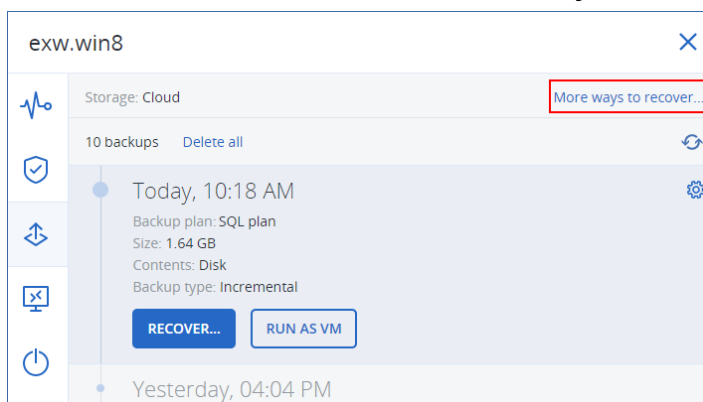 exw.win8
Storage: Cloud More ways to recover...
10 backups Delete all
Today, 10:18 AM
Backup plan: SQL plan
Size: 1.64 GB
Contents: Disk
Backup type: Incremental
RECOVER... RUN AS VM
Yesterday, 04:04 PM